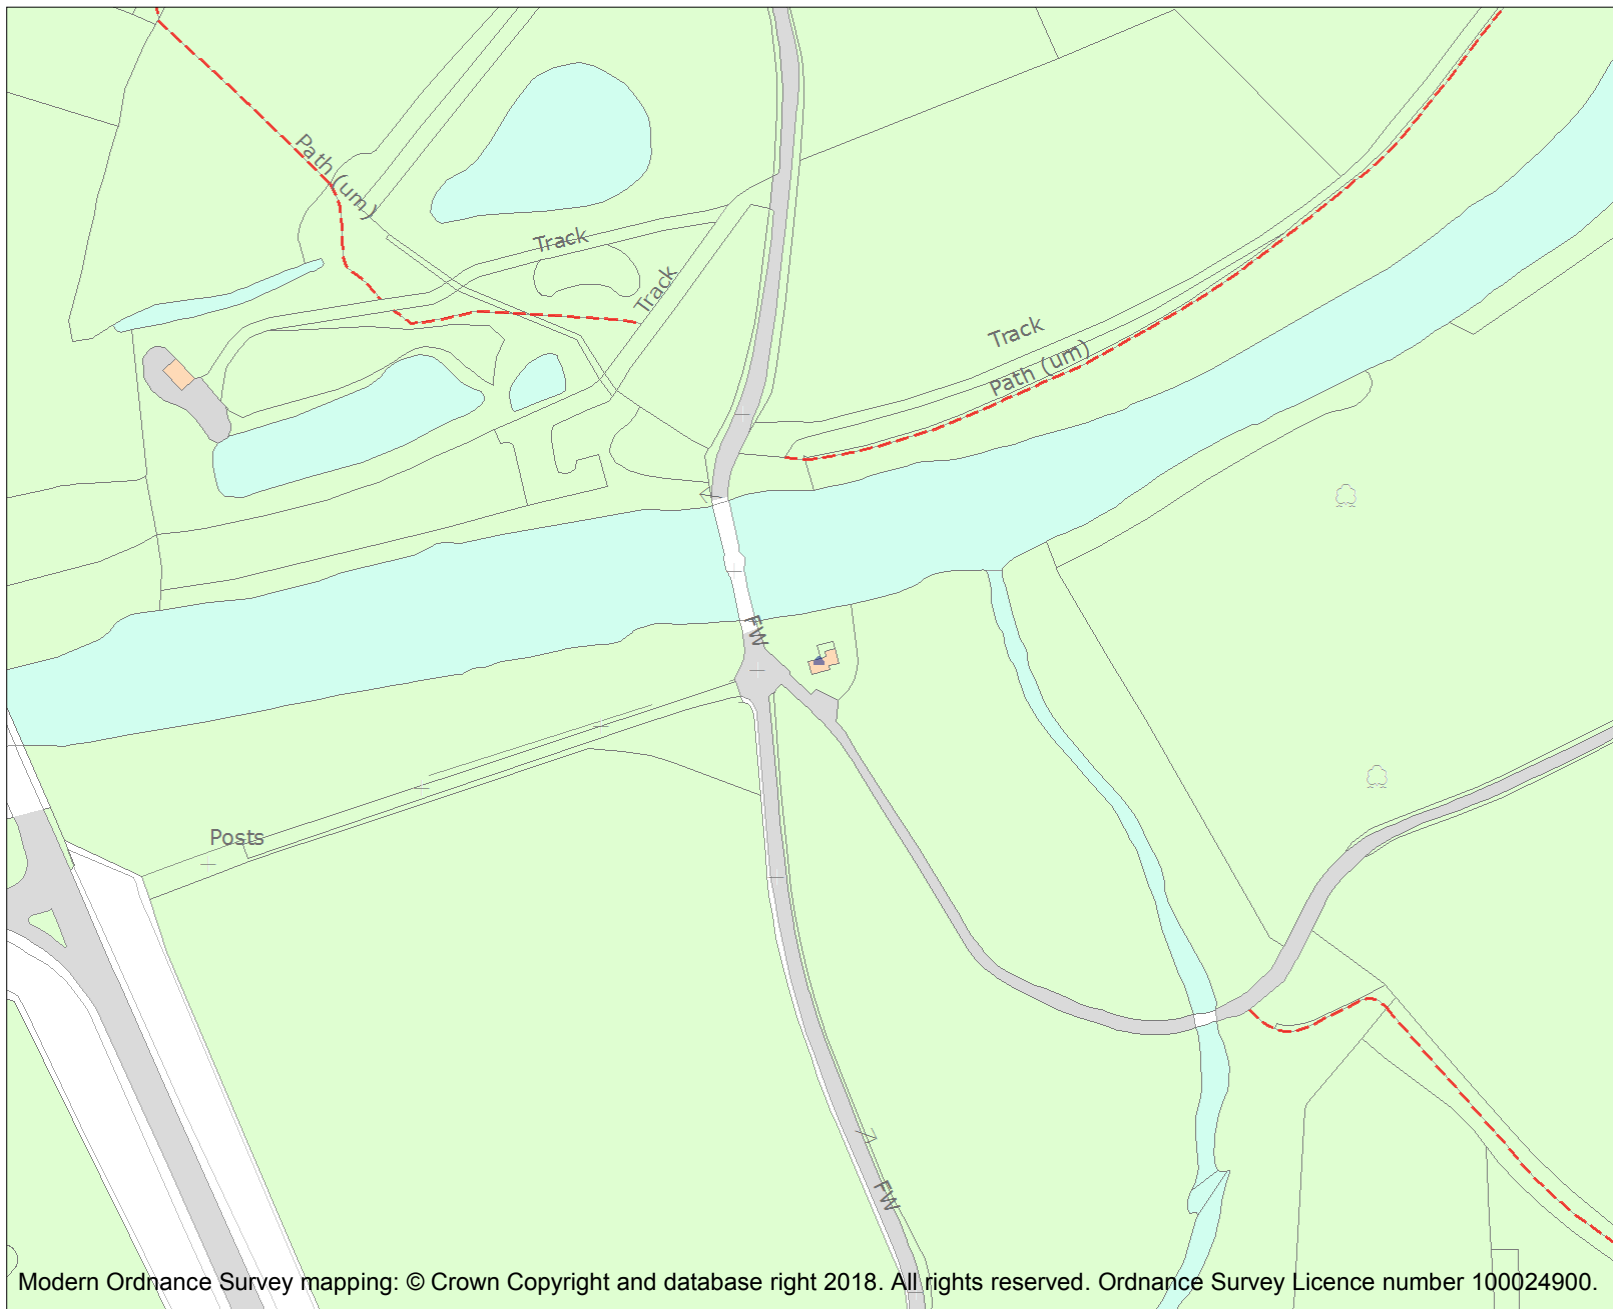 Path (um)
Track
Track
Track
Path (um)
FW
Posts
FW
Modern Ordnance Survey mapping: © Crown Copyright and database right 2018. All rights reserved. Ordnance Survey Licence number 100024900.